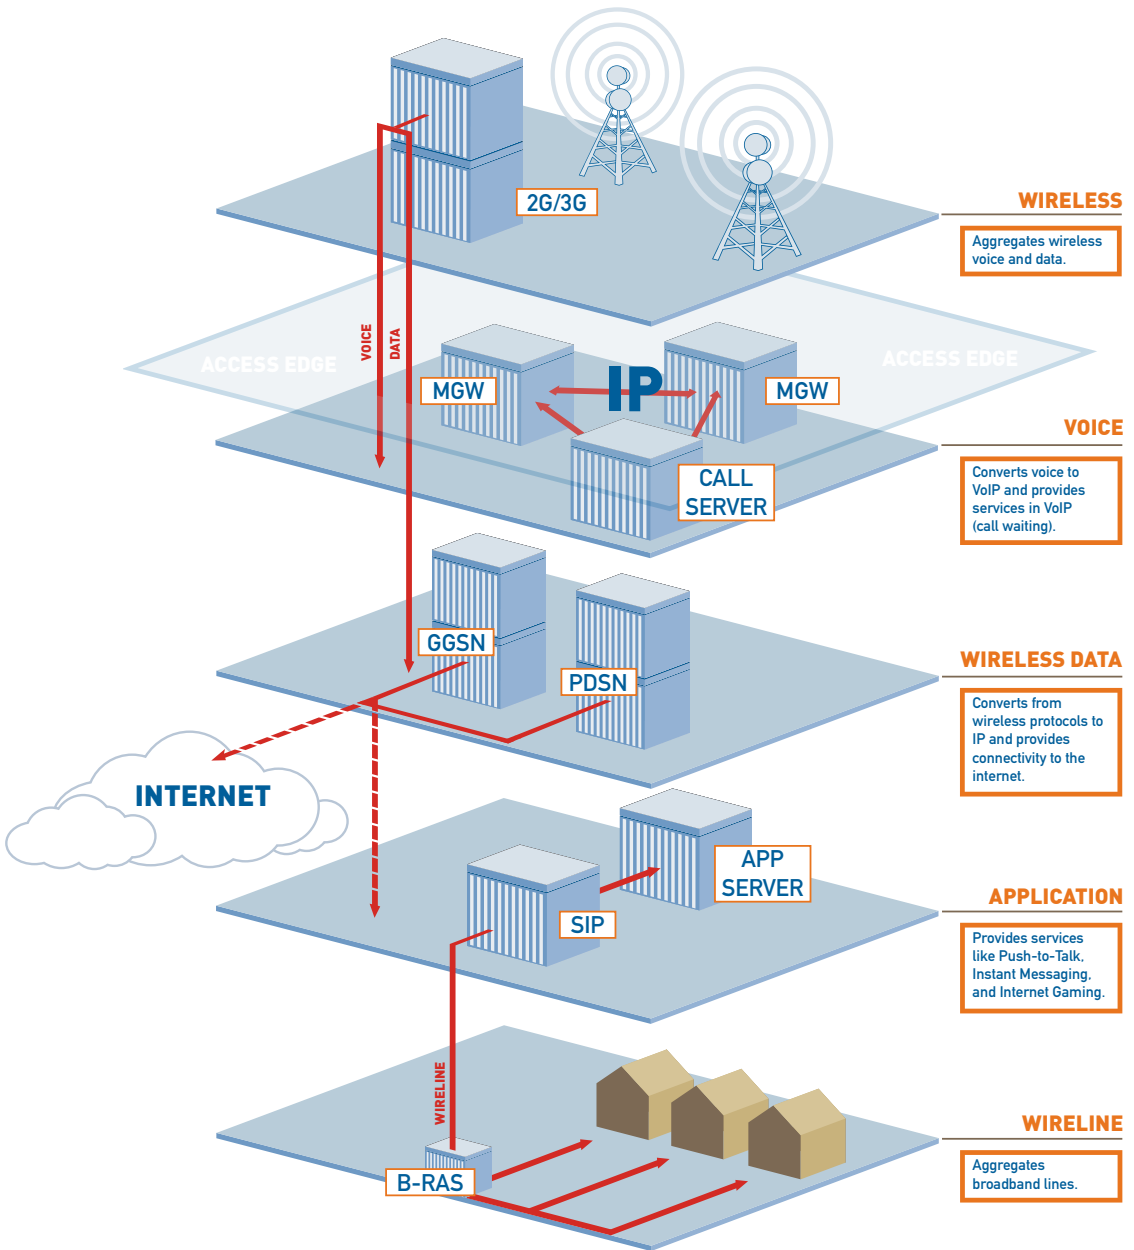 2G/3G
WIRELESS
Aggregates wireless
voice and data.
VOICE
DATA
ACCESS EDGE
ACCESS EDGE
MGW
IP
MGW
CALL
SERVER
VOICE
Converts voice to
VoIP and provides
services in VoIP
(call waiting).
GGSN
PDSN
WIRELESS DATA
Converts from
wireless protocols to
IP and provides
connectivity to the
internet.
INTERNET
APP
SERVER
SIP
APPLICATION
Provides services
like Push-to-Talk,
Instant Messaging,
and Internet Gaming.
WIRELINE
B-RAS
WIRELINE
Aggregates
broadband lines.